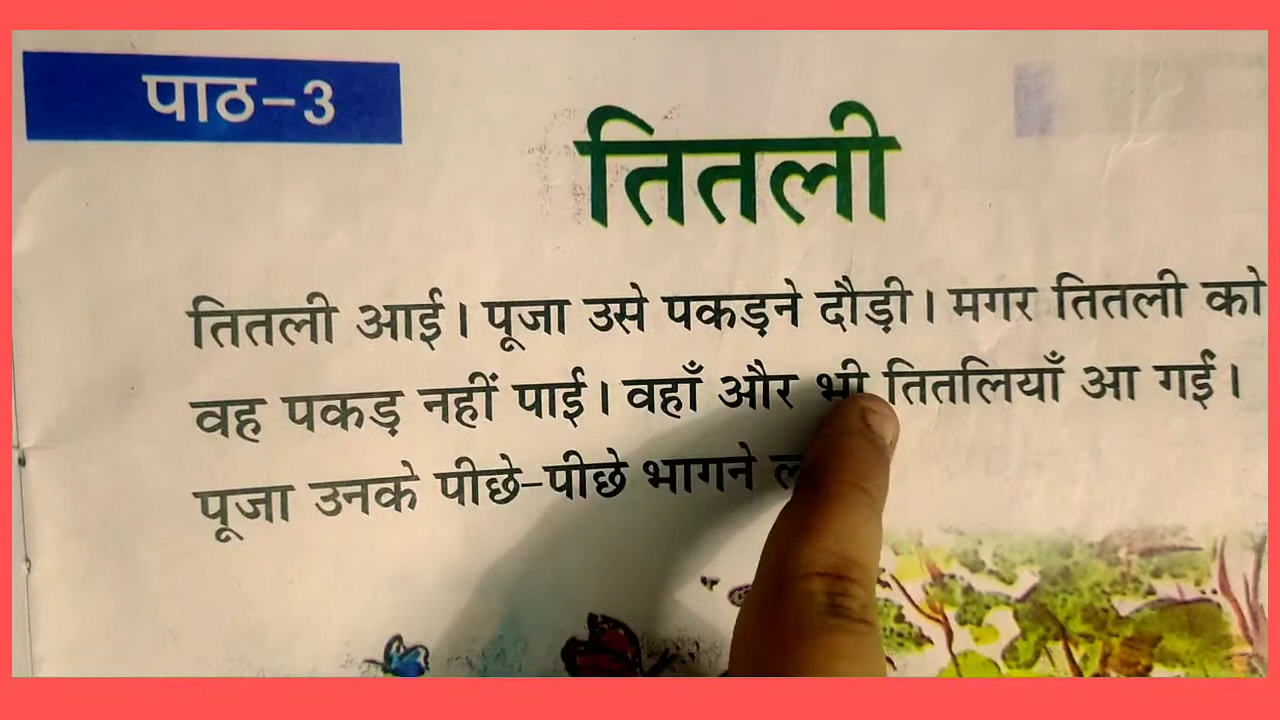 पाठ-3
तितली
तितली आई। पूजा उसे पकड़ने दौड़ी। मगर तितली को
वह पकड़ नहीं पाई। वहाँ और भी तितलियाँ आ गईं।
पूजा उनके पीछे-पीछे भागने